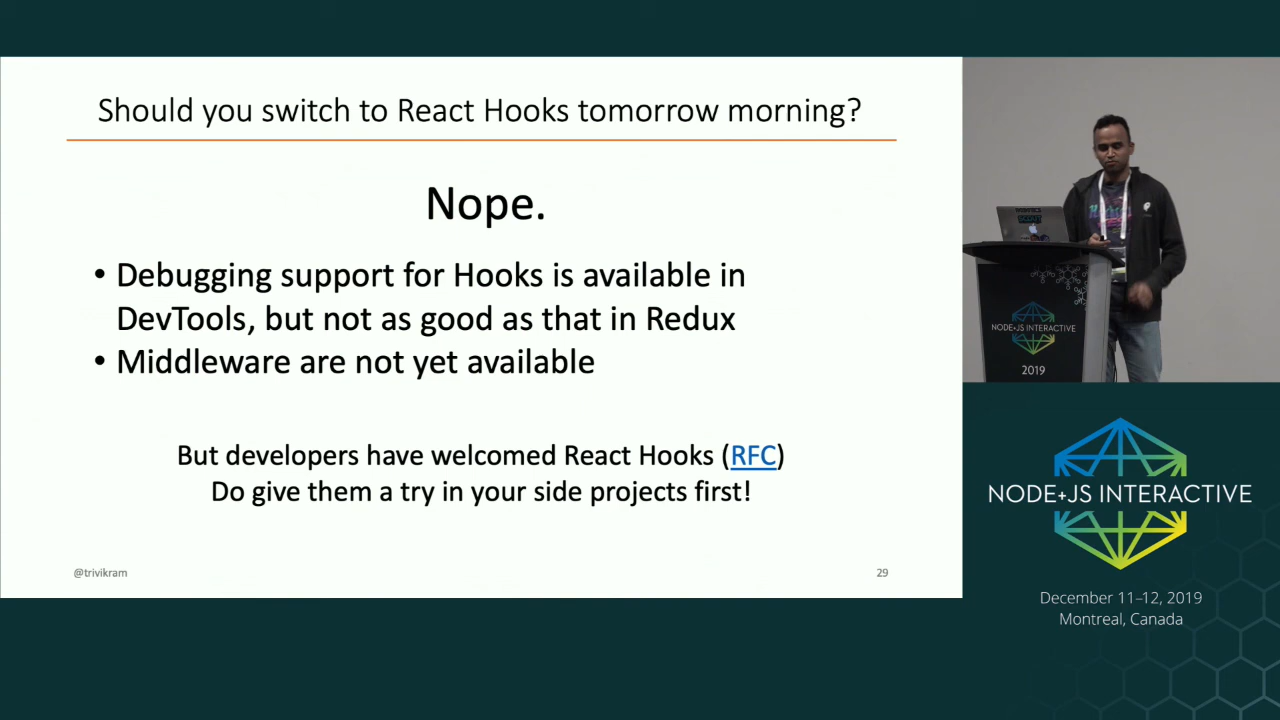 Should you switch to React Hooks tomorrow morning?
Nope.
• Debugging support for Hooks is available in
DevTools, but not as good as that in Redux
• Middleware are not yet available
But developers have welcomed React Hooks (RFC)
Do give them a try in your side projects first!
@trivikram
29
NODE+JS INTERACTIVE
2019
NODE+JS INTERACTIVE
December 11–12, 2019
Montreal, Canada